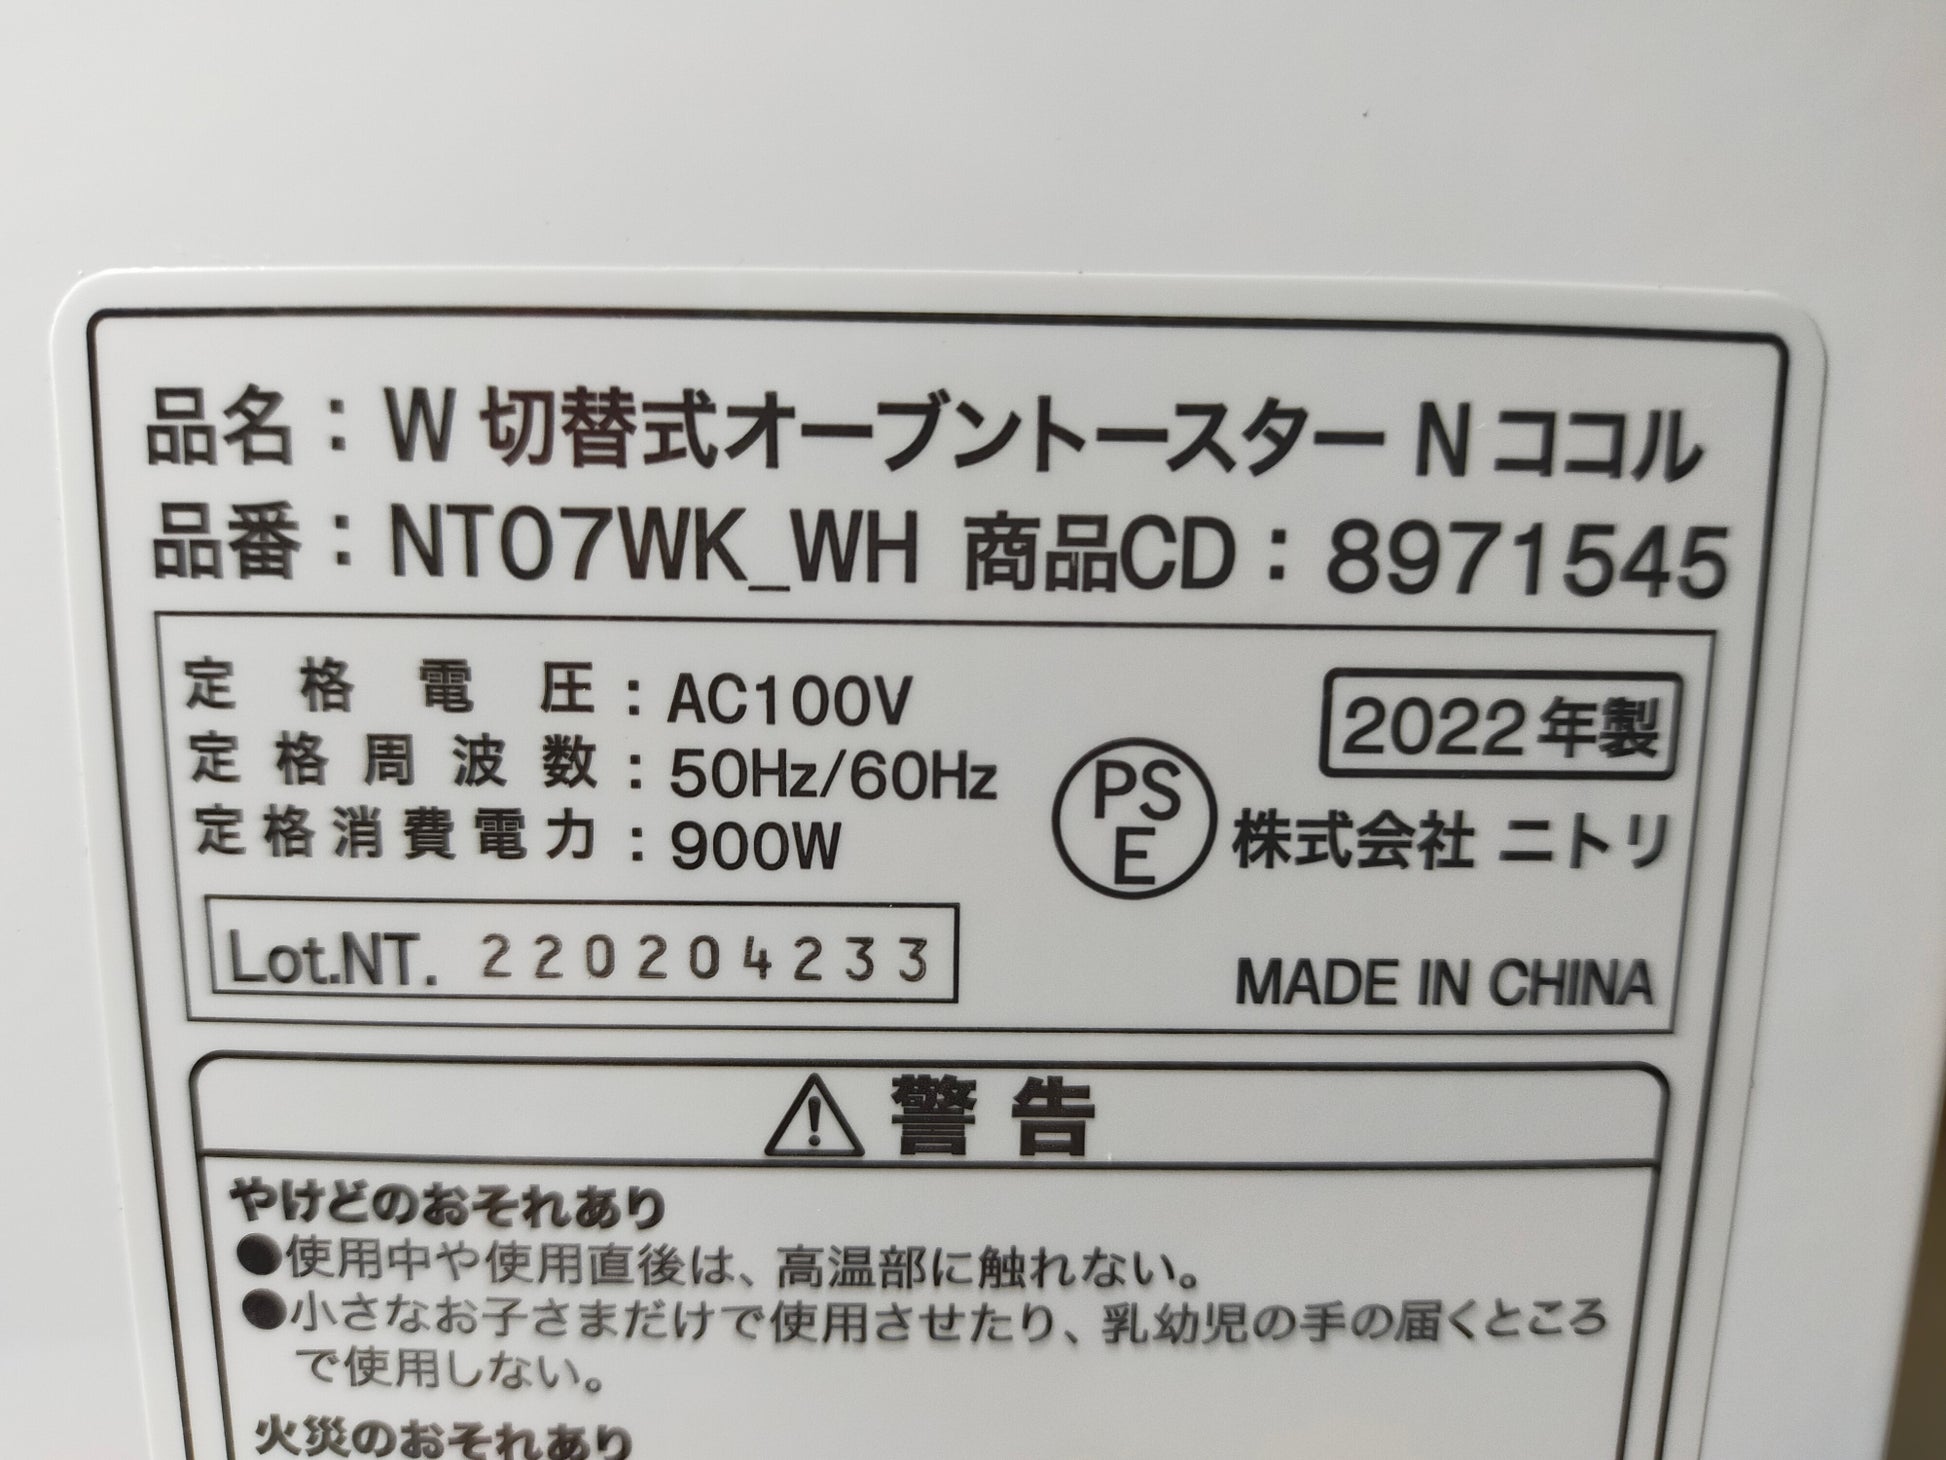 品名：W 切替式オーブントースター N ココル
品番：NT07WK_WH 商品CD：8971545
定格電圧：AC100V
定格周波数：50Hz/60Hz
定格消費電力：900W
2022年製
PS
E
株式会社 ニトリ
Lot.NT. 220204233
MADE IN CHINA
警告
やけどのおそれあり
●使用中や使用直後は、高温部に触れない。
●小さなお子さまだけで使用させたり、乳幼児の手の届くところ
で使用しない。
火災のおそれあり